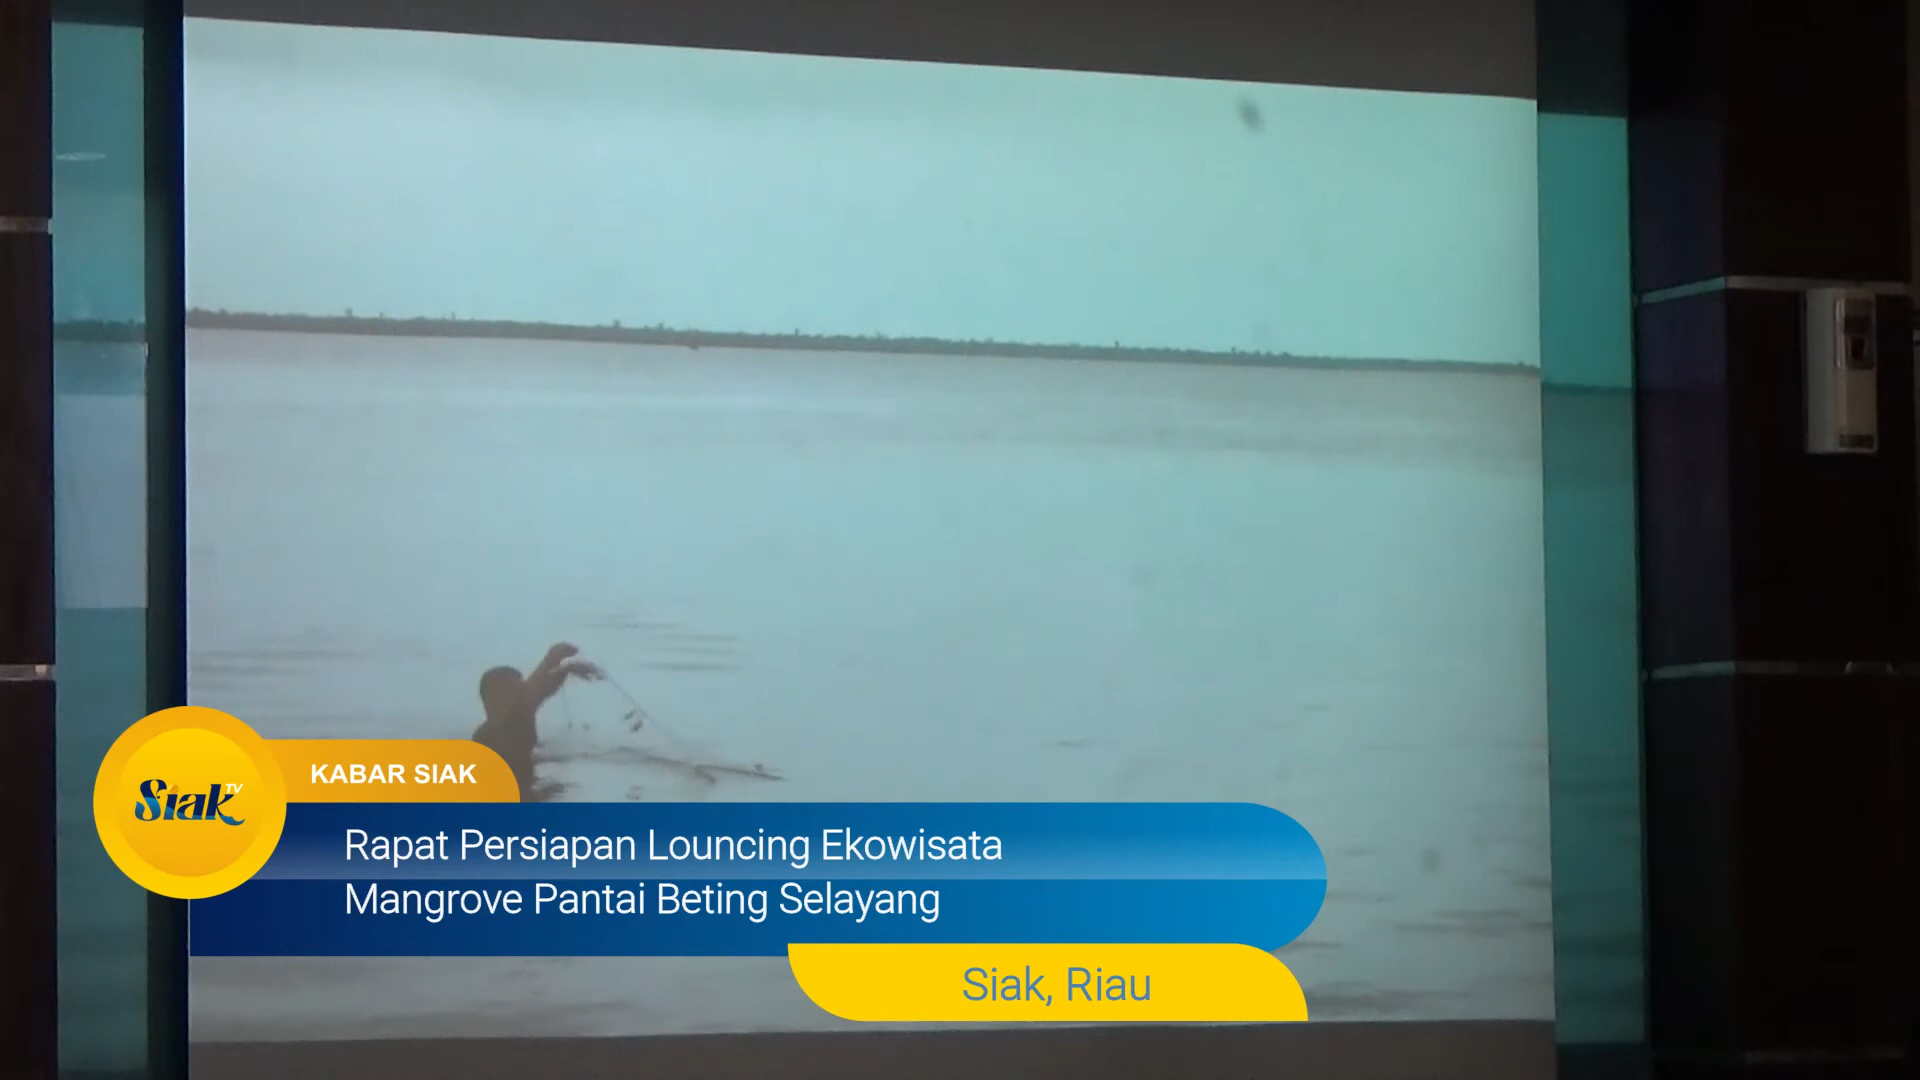 KABAR SIAK
Siak TV
Rapat Persiapan Louncing Ekowisata
Mangrove Pantai Beting Selayang
Siak, Riau